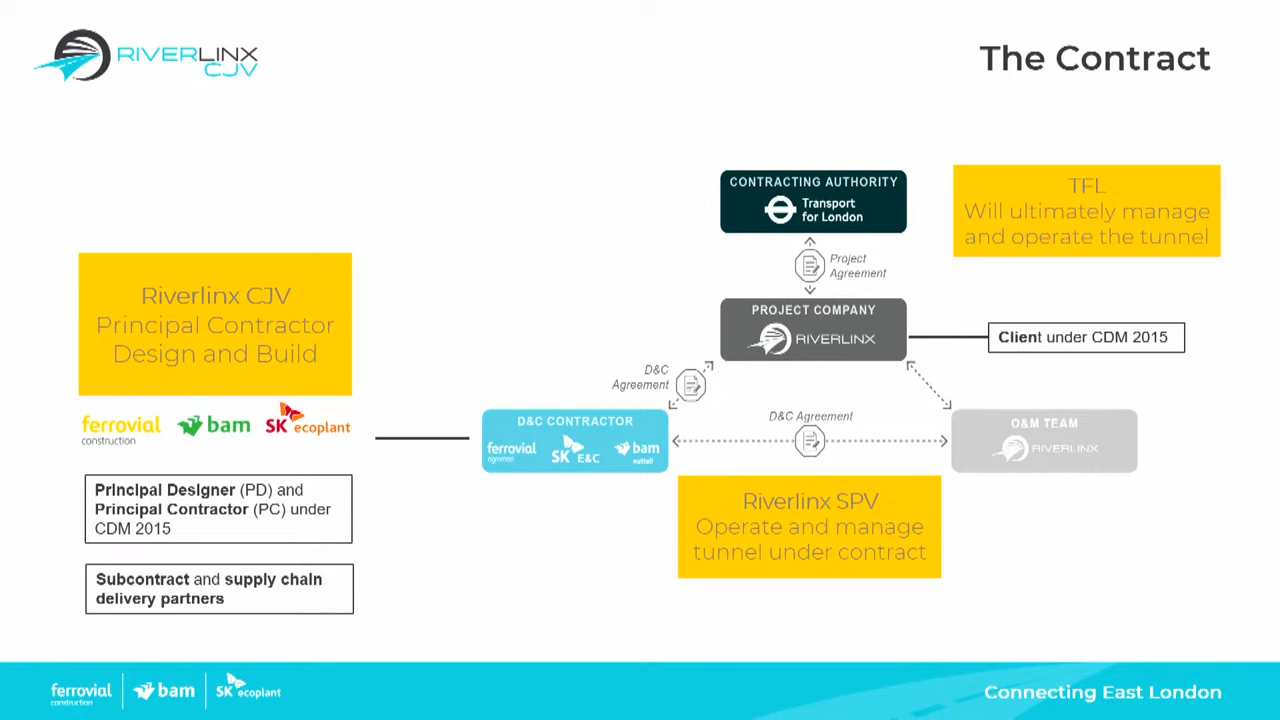 RIVERLINX
CJV
The Contract
CONTRACTING AUTHORITY
Transport
for London
TFL
Will ultimately manage
and operate the tunnel
Project
Agreement
Riverlinx CJV
Principal Contractor
Design and Build
PROJECT COMPANY
RIVERLINX
Client under CDM 2015
D&C
Agreement
ferrovial
construction
bam
SK ecoplant
D&C CONTRACTOR
ferrovial
agroman
SK E&C
bam
nuttall
D&C Agreement
O&M TEAM
RIVERLINX
Principal Designer (PD) and
Principal Contractor (PC) under
CDM 2015
Riverlinx SPV
Operate and manage
tunnel under contract
Subcontract and supply chain
delivery partners
ferrovial
construction
bam
SK ecoplant
Connecting East London